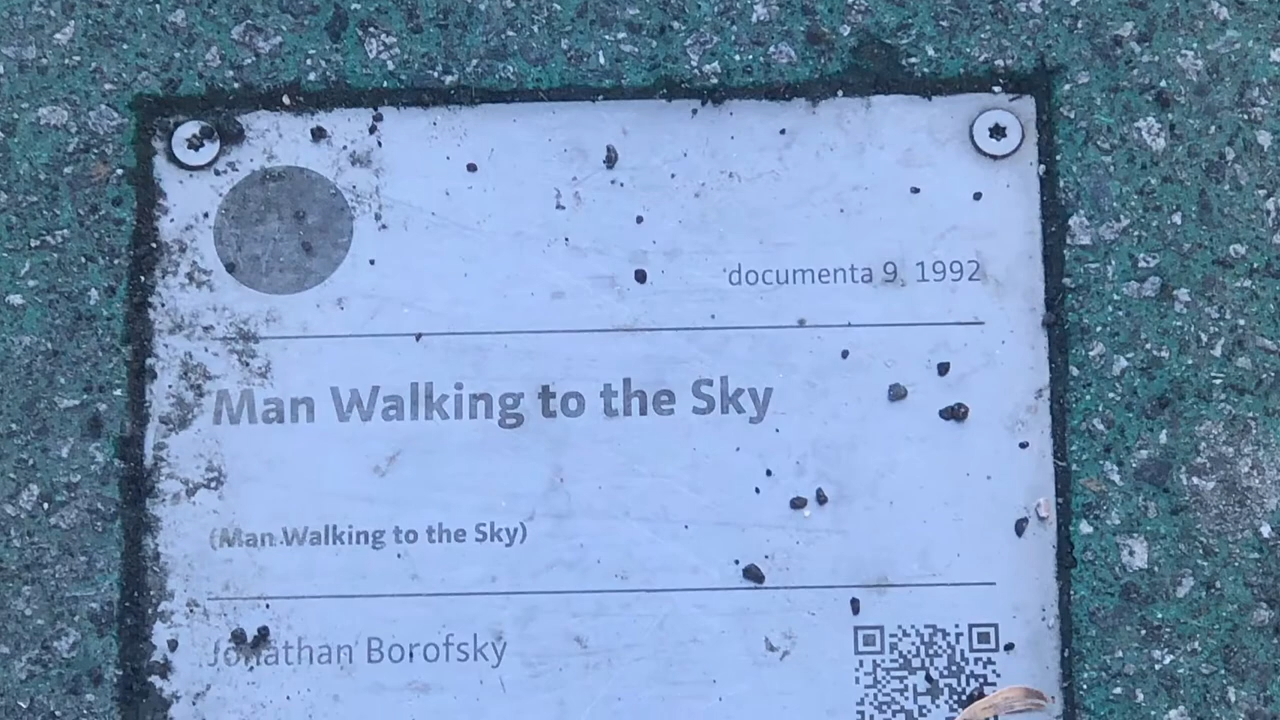 documenta 9, 1992
Man Walking to the Sky
(Man Walking to the Sky)
Jonathan Borofsky